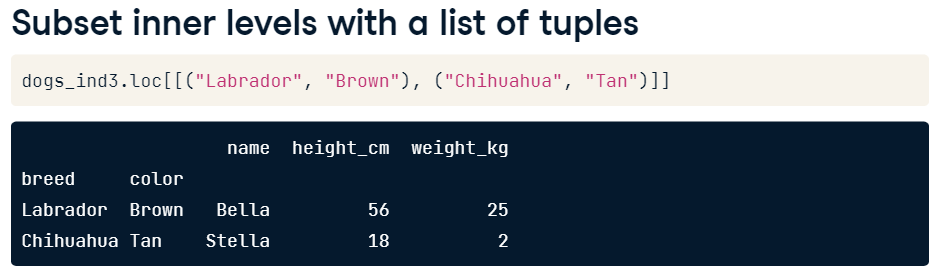 Subset inner levels with a list of tuples
dogs_ind3.loc[[("Labrador", "Brown"), ("Chihuahua", "Tan")]]
                   name  height_cm  weight_kg
breed     color
Labrador  Brown   Bella         56         25
Chihuahua Tan    Stella         18          2